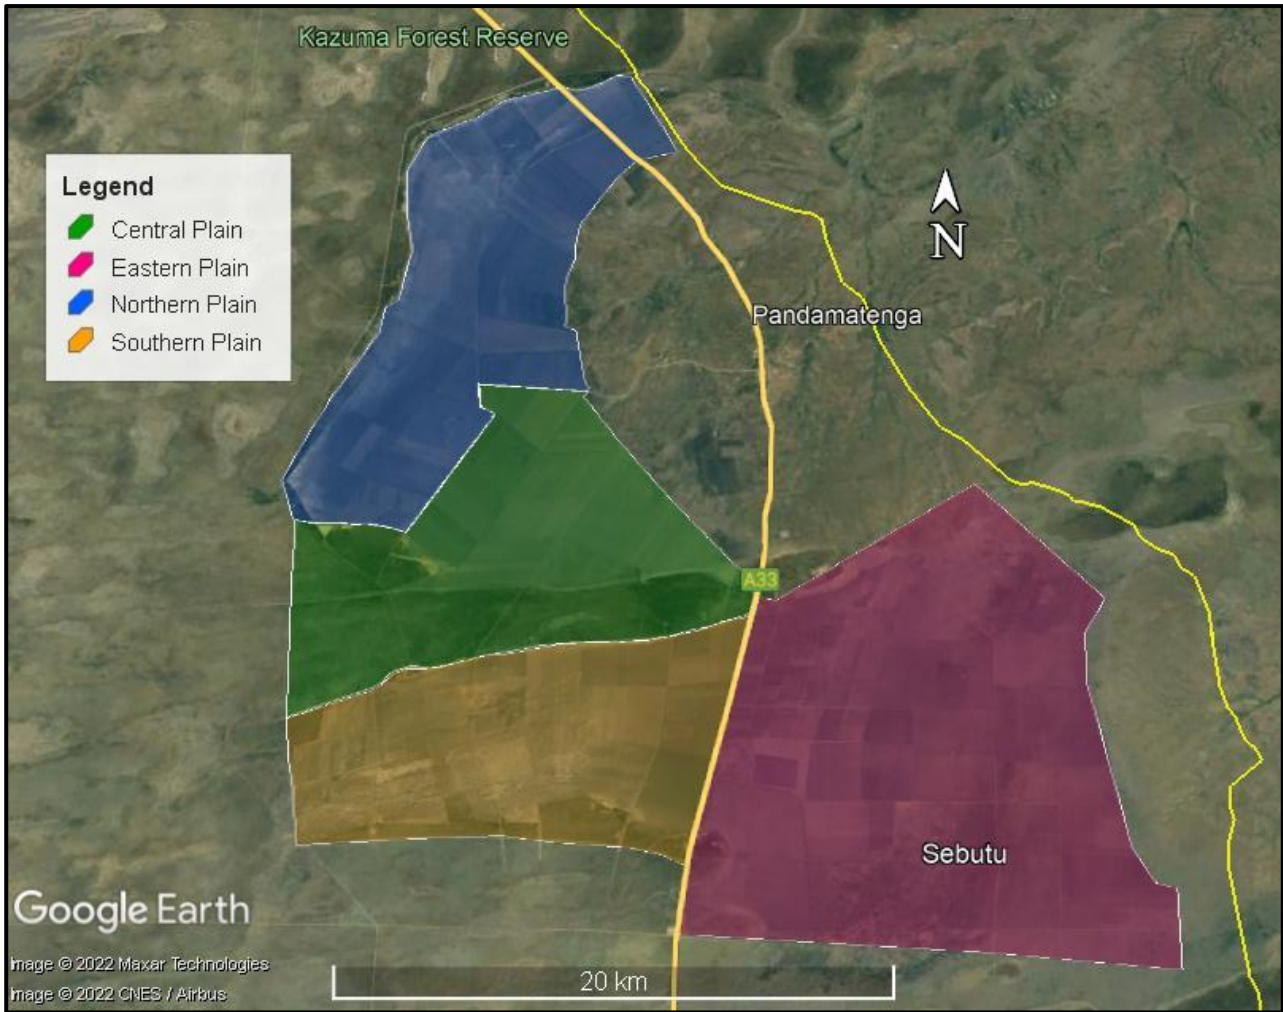 Kazuma Forest Reserve
Legend
Central Plain
Eastern Plain
Northern Plain
Southern Plain
N
Pandamatenga
A33
Sebutu
Google Earth
Image © 2022 Maxar Technologies
Image © 2022 CNES / Airbus
20 km